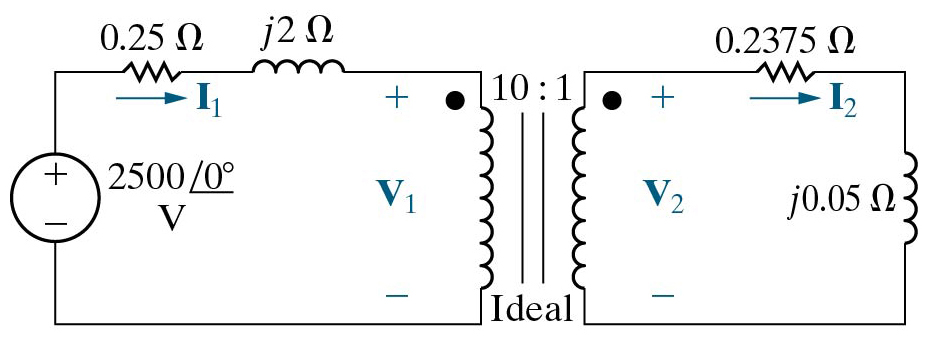 0.25 Ω
j2 Ω
0.2375 Ω
I₁
+
10 : 1
+
I₂
+
2500/0°
V
–
V₁
V₂
j0.05 Ω
–
Ideal
–